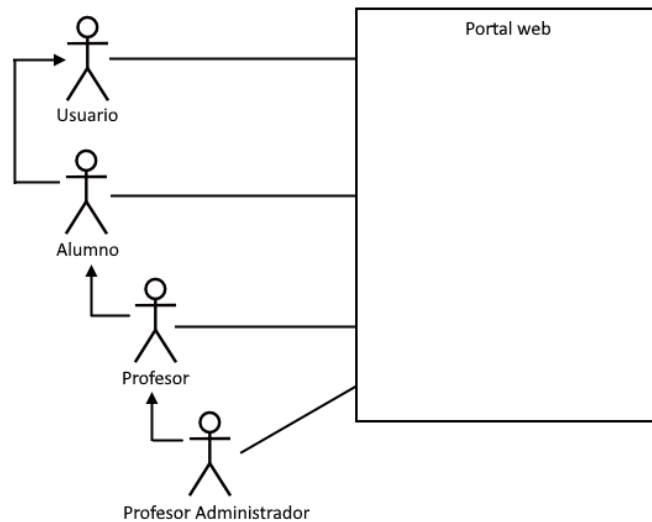 Portal web
Usuario
Alumno
Profesor
Profesor Administrador